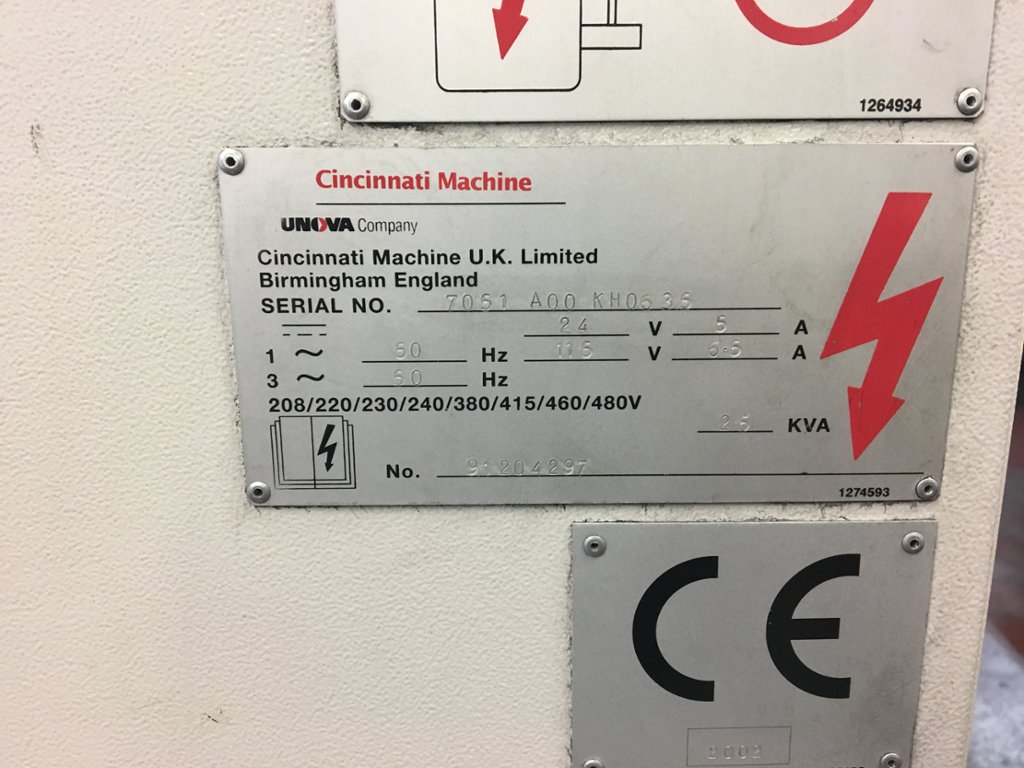 1264934
Cincinnati Machine
UNOVA Company
Cincinnati Machine U.K. Limited
Birmingham England
SERIAL NO. 7051 A00 KH0635
24 V 5 A
1 ~ 50 Hz 115 V 6.5 A
3 ~ 50 Hz
208/220/230/240/380/415/460/480V
25 KVA
No. 91204297
1274593
CE
2002